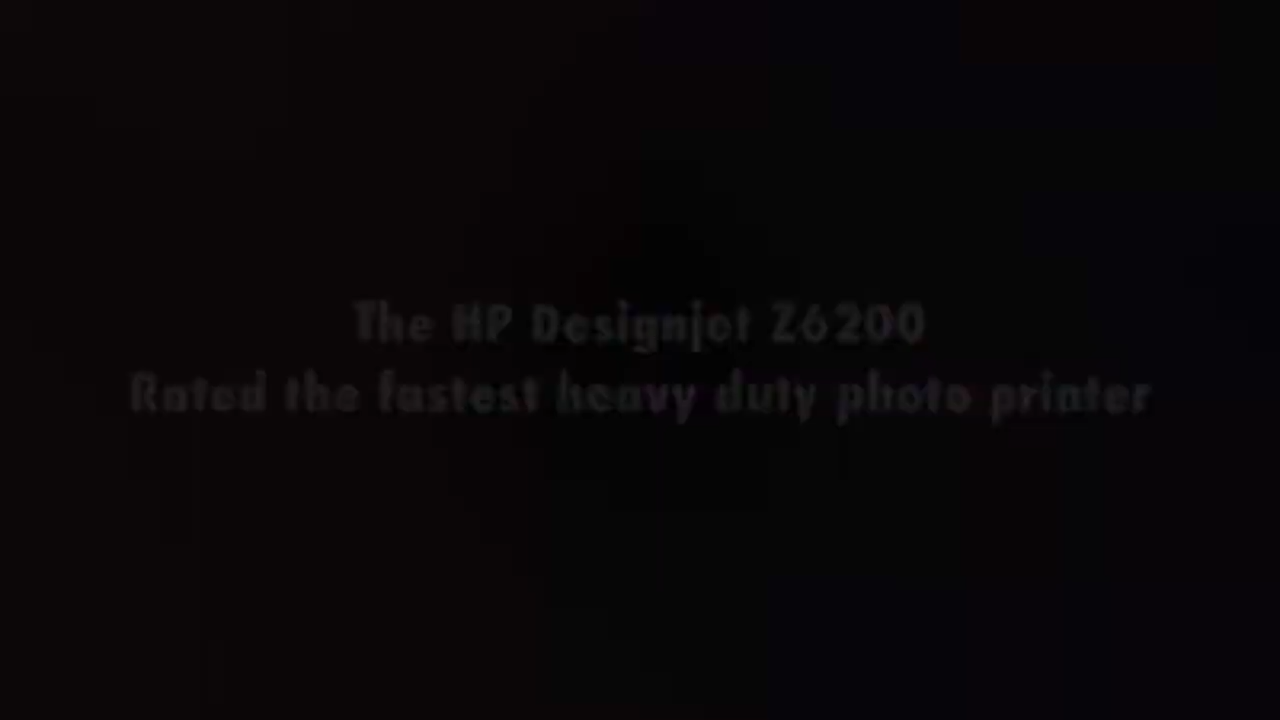 The HP Designjet Z6200
Rated the fastest heavy duty photo printer